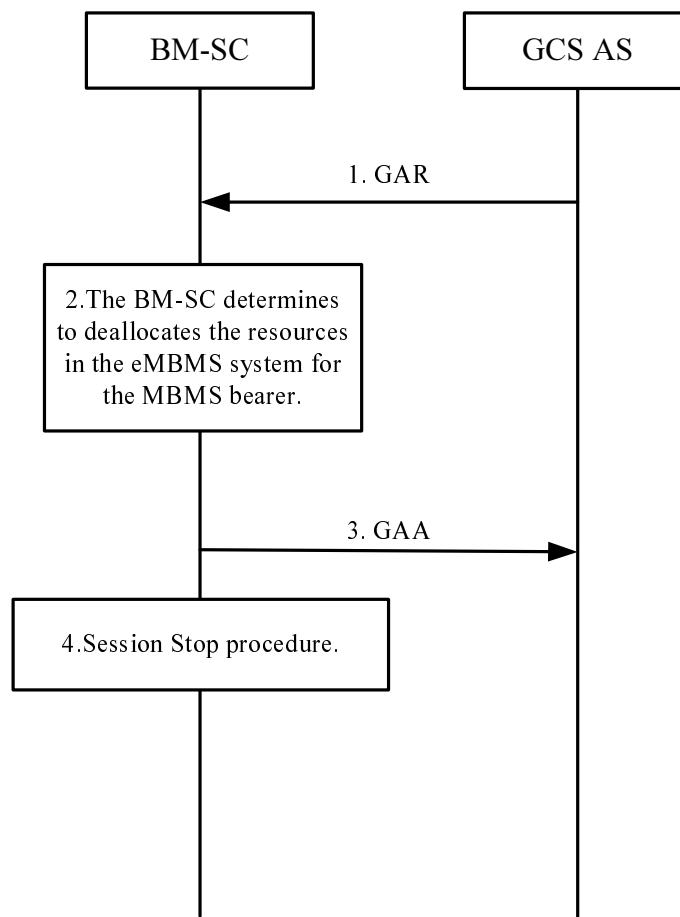 BM-SC
GCS AS
1. GAR
2.The BM-SC determines
to deallocates the resources
in the eMBMS system for
the MBMS bearer.
3. GAA
4.Session Stop procedure.